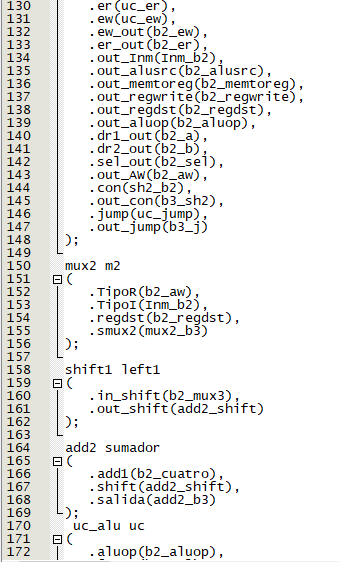 130 .er(uc_er),
131 .ew(uc_ew),
132 .ew_out(b2_ew),
133 .er_out(b2_er),
134 .out_Inm(Inm_b2),
135 .out_alusrc(b2_alusrc),
136 .out_memtoreg(b2_memtoreg),
137 .out_regwrite(b2_regwrite),
138 .out_regdst(b2_regdst),
139 .out_aluop(b2_aluop),
140 .dr1_out(b2_a),
141 .dr2_out(b2_b),
142 .sel_out(b2_sel),
143 .out_AW(b2_aw),
144 .con(sh2_b2),
145 .out_con(b3_sh2),
146 .jump(uc_jump),
147 .out_jump(b3_j)
148 );
149
150 mux2 m2
151 (
152 .TipoR(b2_aw),
153 .TipoI(Inm_b2),
154 .regdst(b2_regdst),
155 .smux2(mux2_b3)
156 );
157
158 shift1 left1
159 (
160 .in_shift(b2_mux3),
161 .out_shift(add2_shift)
162 );
163
164 add2 sumador
165 (
166 .add1(b2_cuatro),
167 .shift(add2_shift),
168 .salida(add2_b3)
169 );
170 uc_alu uc
171 (
172 .aluop(b2_aluop),